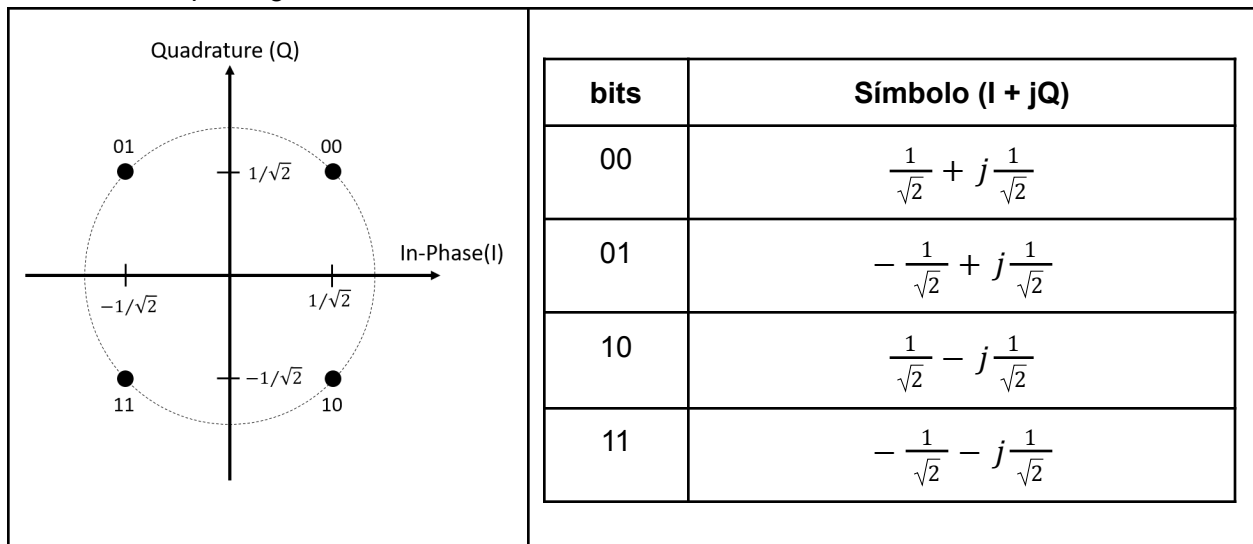 Quadrature (Q)
01
00
1/√2
In-Phase(I)
−1/√2
1/√2
−1/√2
11
10
bits Símbolo (I + jQ)
00 1/√2 + j 1/√2
01 − 1/√2 + j 1/√2
10 1/√2 − j 1/√2
11 − 1/√2 − j 1/√2